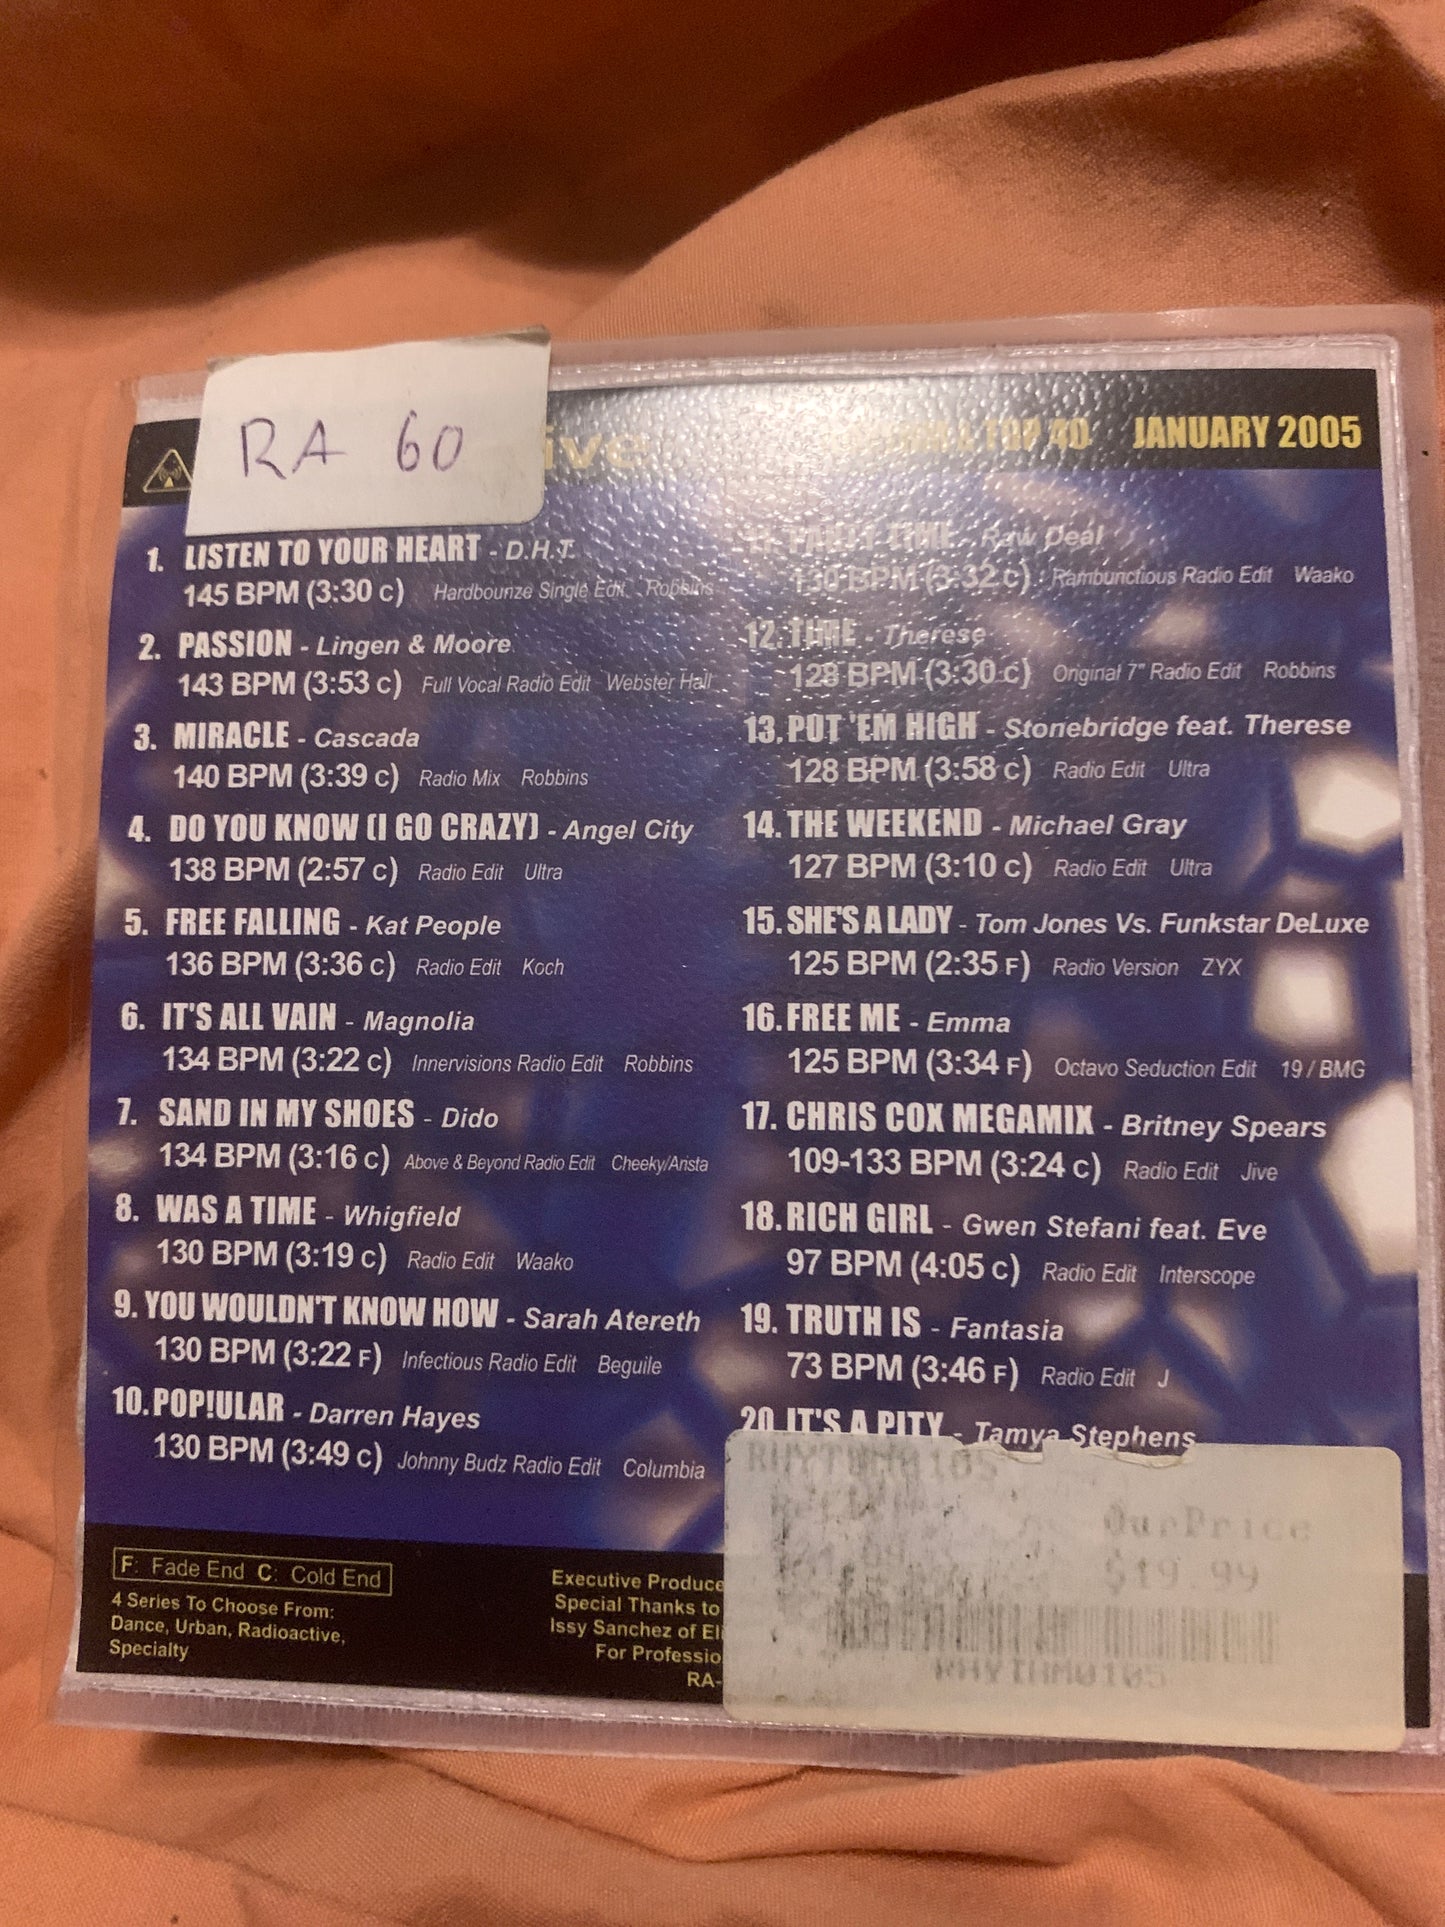 RA 60
JANUARY 2005
1. LISTEN TO YOUR HEART - D.H.T.
145 BPM (3:30 C) Hardbounze Single Edit Robbins
2. PASSION - Lingen & Moore
143 BPM (3:53 C) Full Vocal Radio Edit Webster Hall
3. MIRACLE - Cascada
140 BPM (3:39 C) Radio Mix Robbins
4. DO YOU KNOW (I GO CRAZY) - Angel City
138 BPM (2:57 C) Radio Edit Ultra
5. FREE FALLING - Kat People
136 BPM (3:36 C) Radio Edit Koch
6. IT'S ALL VAIN - Magnolia
134 BPM (3:22 C) Innervisions Radio Edit Robbins
7. SAND IN MY SHOES - Dido
134 BPM (3:16 C) Above & Beyond Radio Edit Cheeky/Arista
8. WAS A TIME - Whigfield
130 BPM (3:19 C) Radio Edit Waako
9. YOU WOULDN'T KNOW HOW - Sarah Atereth
130 BPM (3:22 F) Infectious Radio Edit Beguile
10. POP!ULAR - Darren Hayes
130 BPM (3:49 C) Johnny Budz Radio Edit Columbia
TIME - Raw Deal
130 BPM (3:32 C) Rambunctious Radio Edit Waako
12. TIME - Therese
128 BPM (3:30 C) Original 7" Radio Edit Robbins
13. POT 'EM HIGH - Stonebridge feat. Therese
128 BPM (3:58 C) Radio Edit Ultra
14. THE WEEKEND - Michael Gray
127 BPM (3:10 C) Radio Edit Ultra
15. SHE'S A LADY - Tom Jones Vs. Funkstar DeLuxe
125 BPM (2:35 F) Radio Version ZYX
16. FREE ME - Emma
125 BPM (3:34 F) Octavo Seduction Edit 19 / BMG
17. CHRIS COX MEGAMIX - Britney Spears
109-133 BPM (3:24 C) Radio Edit Jive
18. RICH GIRL - Gwen Stefani feat. Eve
97 BPM (4:05 C) Radio Edit Interscope
19. TRUTH IS - Fantasia
73 BPM (3:46 F) Radio Edit J
20. IT'S A PITY - Tamya Stephens
F: Fade End C: Cold End
4 Series To Choose From:
Dance, Urban, Radioactive,
Specialty
Executive Produce
Special Thanks to
Issy Sanchez of Eli
For Professio
RA-
RHYTHM0105
OurPrice
$19.99
RHYTHM0105